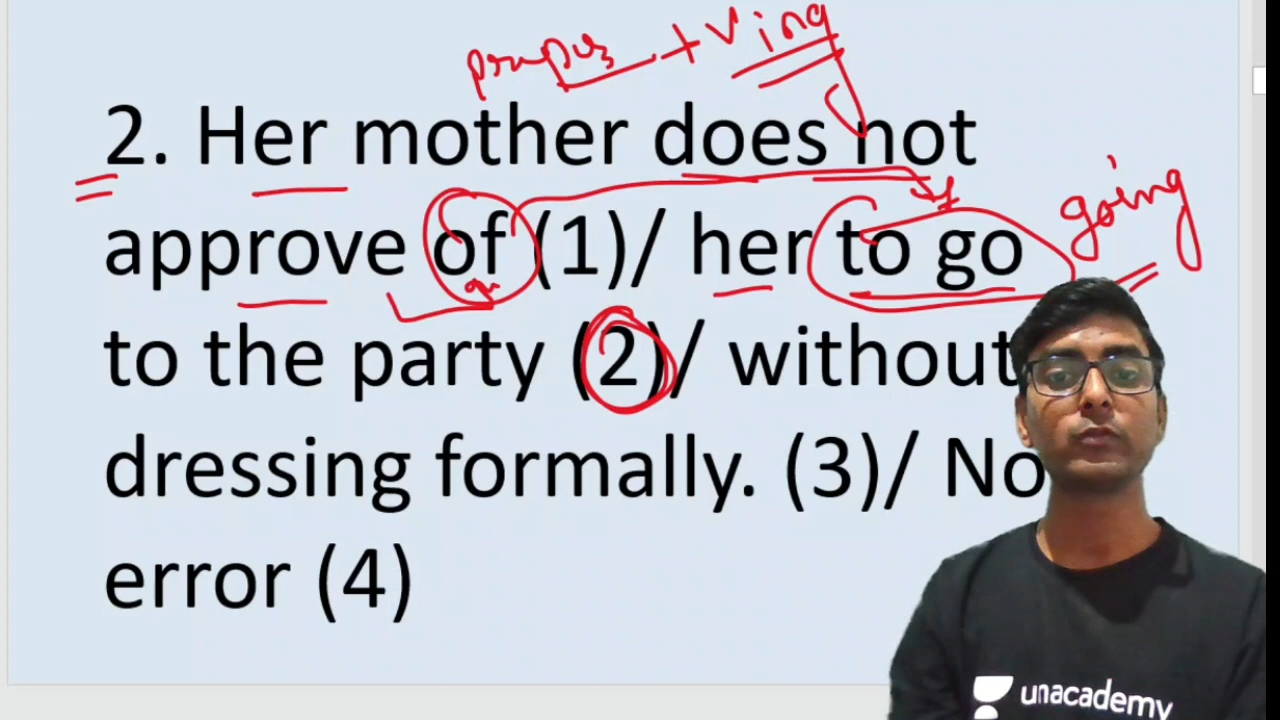 prepos + Ving
2. Her mother does not
approve of (1)/ her to go
going
to the party (2)/ without
dressing formally. (3)/ No
error (4)
unacademy